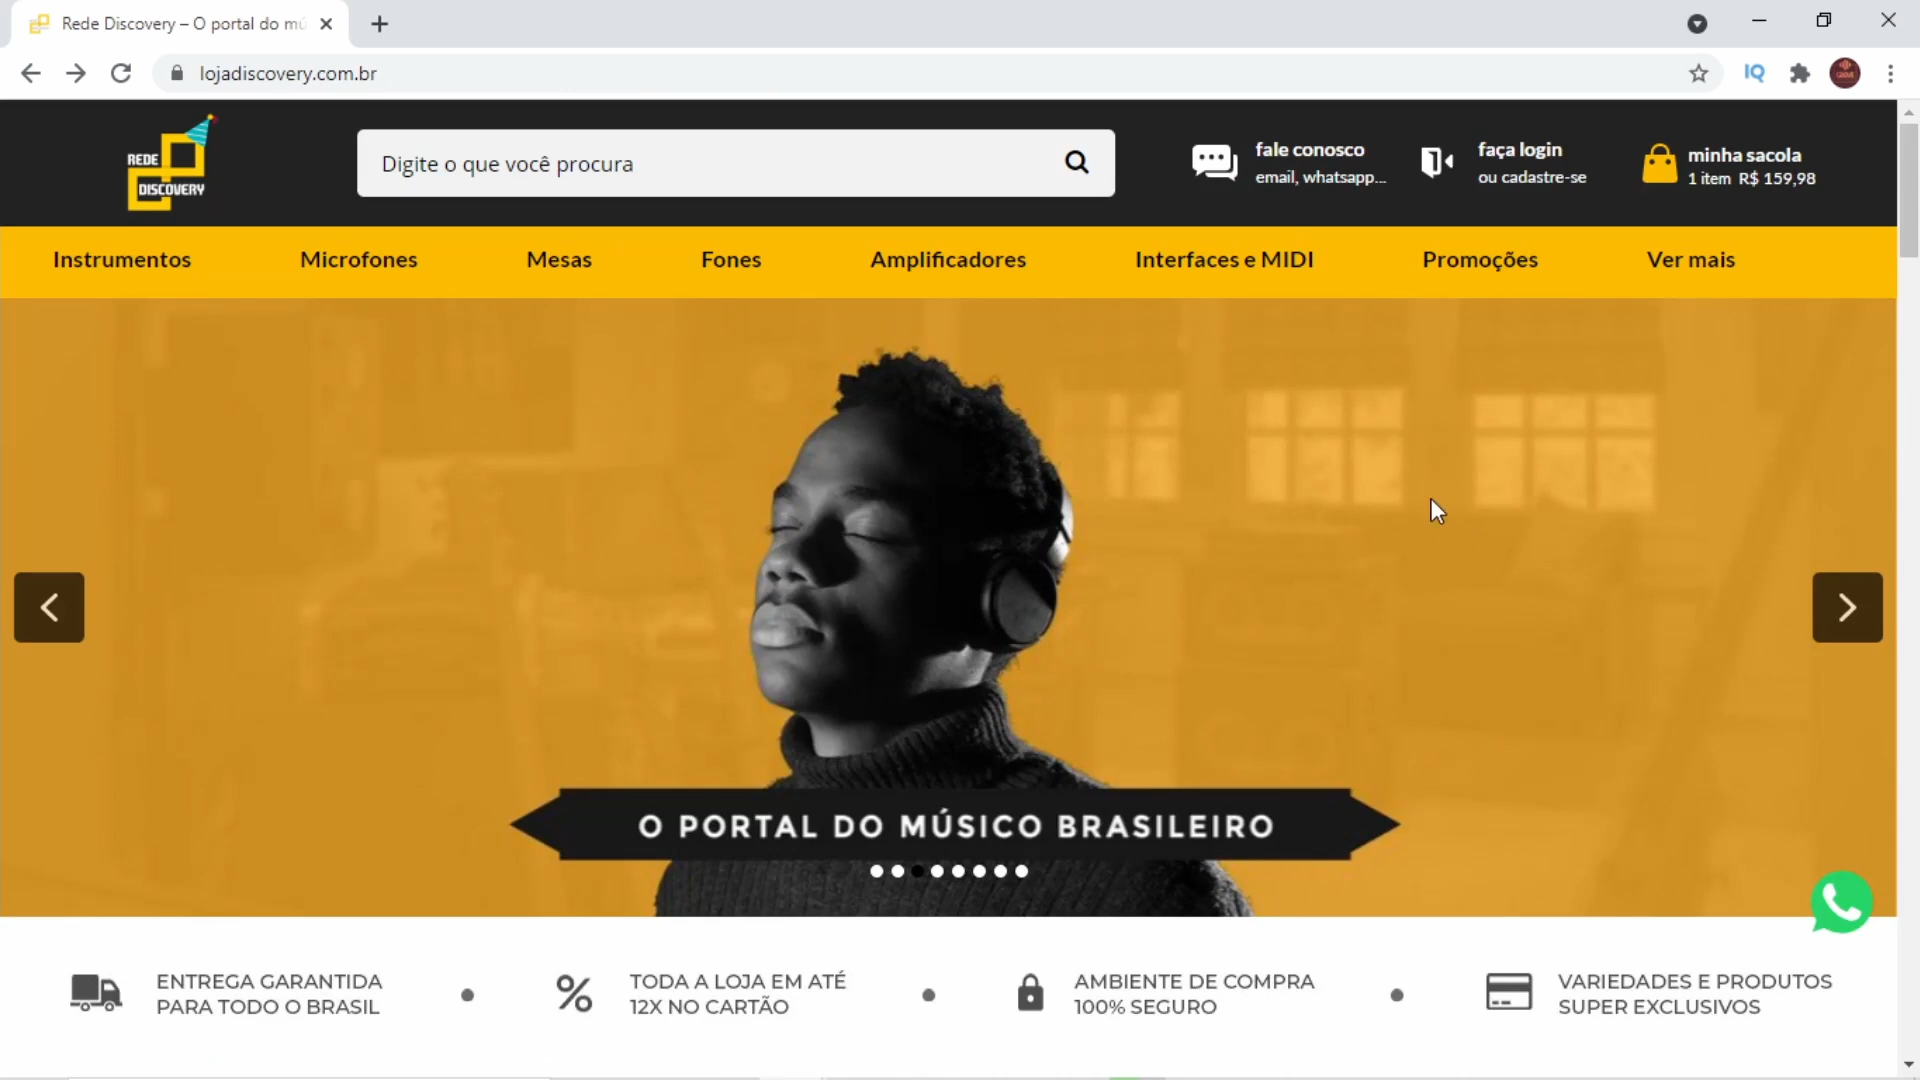 Rede Discovery – O portal do mú
lojadiscovery.com.br
IQ
REDE
DISCOVERY
Digite o que você procura
fale conosco
email, whatsapp...
faça login
ou cadastre-se
minha sacola
1 item R$ 159,98
Instrumentos
Microfones
Mesas
Fones
Amplificadores
Interfaces e MIDI
Promoções
Ver mais
O PORTAL DO MÚSICO BRASILEIRO
ENTREGA GARANTIDA
PARA TODO O BRASIL
TODA A LOJA EM ATÉ
12X NO CARTÃO
AMBIENTE DE COMPRA
100% SEGURO
VARIEDADES E PRODUTOS
SUPER EXCLUSIVOS